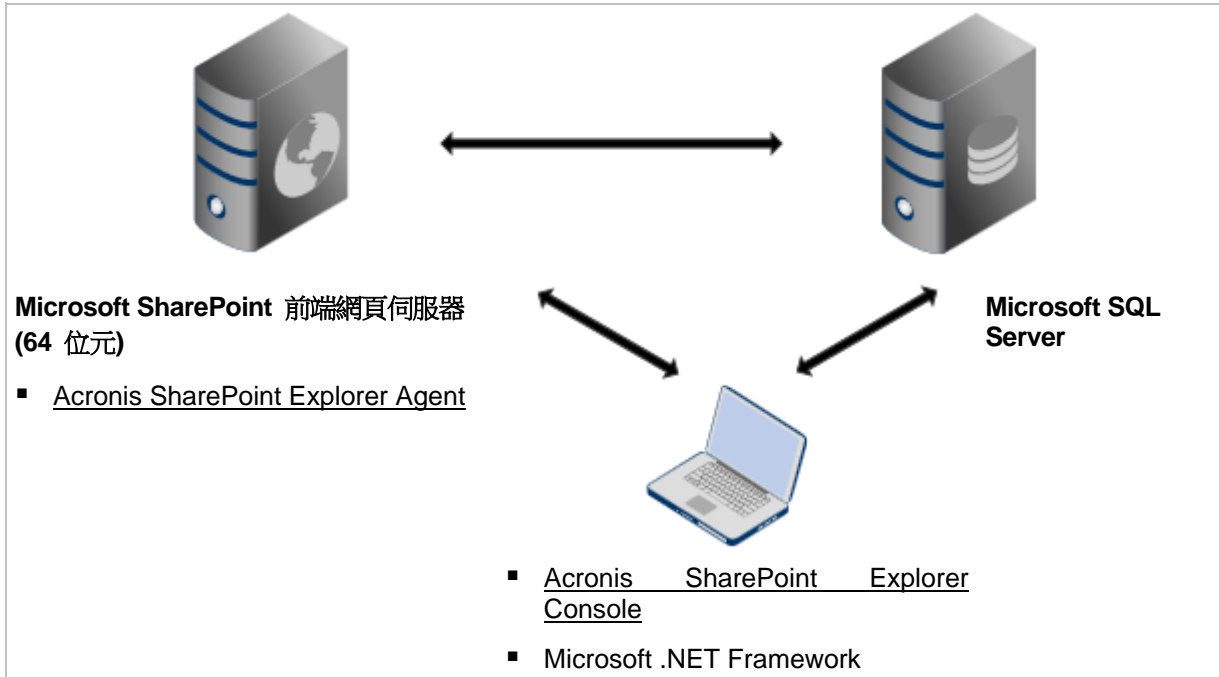 Microsoft SharePoint 前端網頁伺服器
(64 位元)
▪ Acronis SharePoint Explorer Agent
Microsoft SQL
Server
▪ Acronis SharePoint Explorer
Console
▪ Microsoft .NET Framework